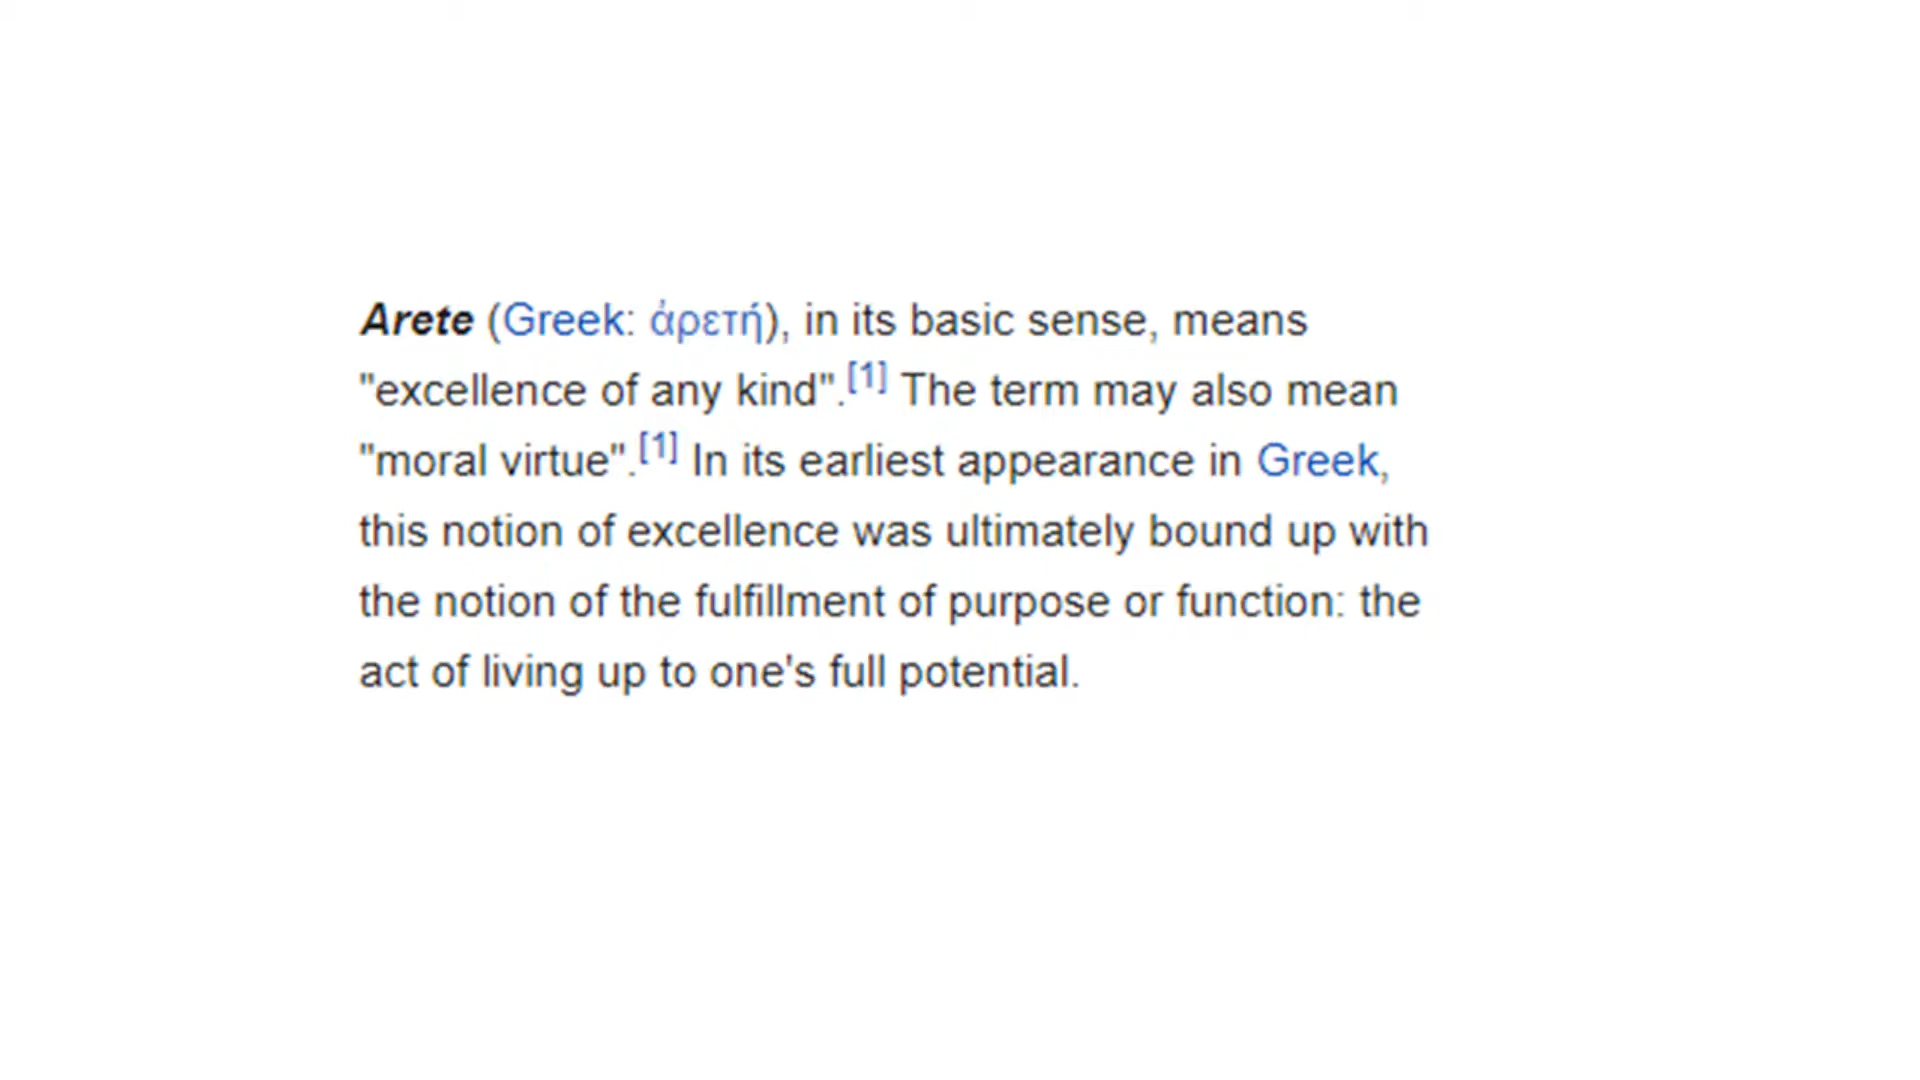 Arete (Greek: ἀρετή), in its basic sense, means
"excellence of any kind".[1] The term may also mean
"moral virtue".[1] In its earliest appearance in Greek,
this notion of excellence was ultimately bound up with
the notion of the fulfillment of purpose or function: the
act of living up to one's full potential.